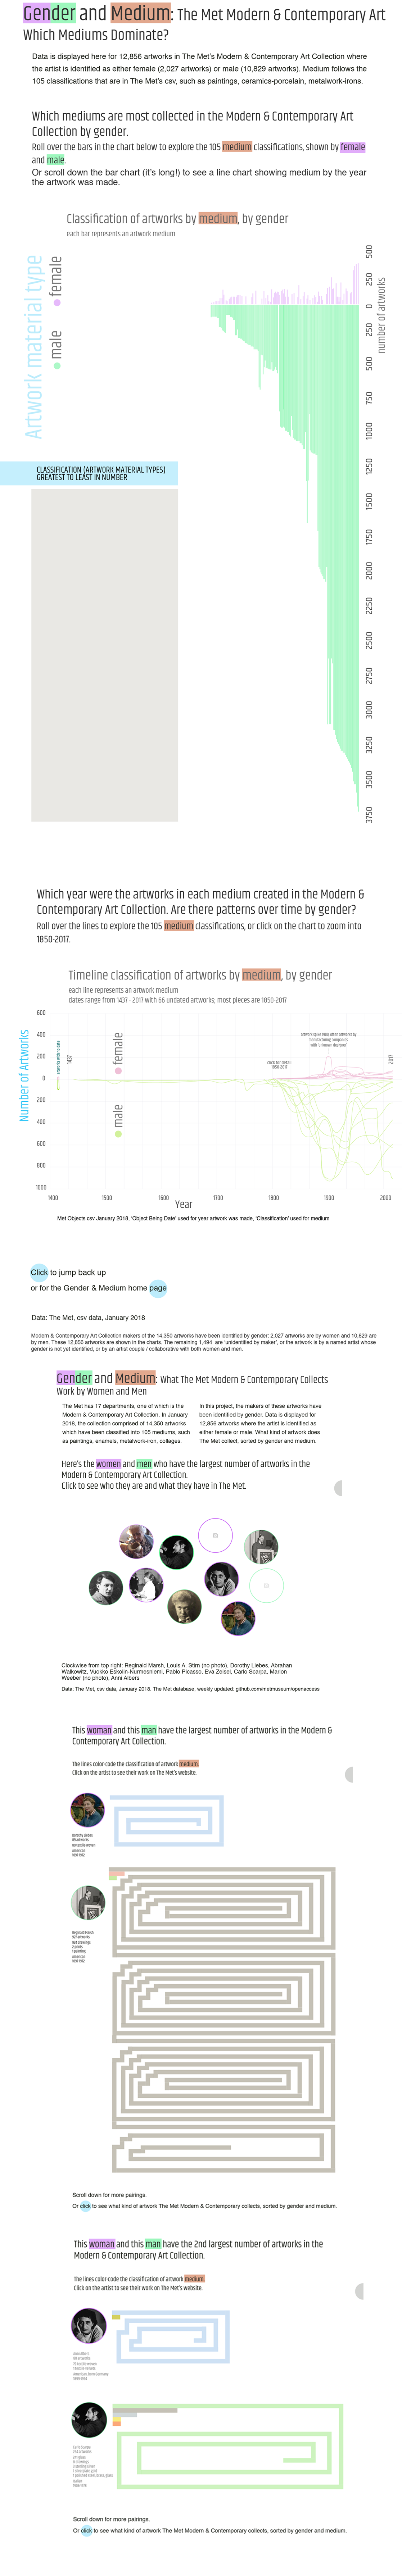 Gender and Medium: The Met Modern & Contemporary Art
Which Mediums Dominate?
Data is displayed here for 12,856 artworks in The Met's Modern & Contemporary Art Collection where
the artist is identified as either female (2,027 artworks) or male (10,829 artworks). Medium follows the
105 classifications that are in The Met's csv, such as paintings, ceramics-porcelain, metalwork-irons.
Which mediums are most collected in the Modern & Contemporary Art
Collection by gender.
Roll over the bars in the chart below to explore the 105 medium classifications, shown by female
and male.
Or scroll down the bar chart (it's long!) to see a line chart showing medium by the year
the artwork was made.
Classification of artworks by medium, by gender
each bar represents an artwork medium
Artwork material type
female
male
500
250
0
250
500
750
1000
1250
1500
1750
2000
2250
2500
2750
3000
3250
3500
3750
number of artworks
CLASSIFICATION (ARTWORK MATERIAL TYPES)
GREATEST TO LEAST IN NUMBER
Which year were the artworks in each medium created in the Modern &
Contemporary Art Collection. Are there patterns over time by gender?
Roll over the lines to explore the 105 medium classifications, or click on the chart to zoom into
1850-2017.
Timeline classification of artworks by medium, by gender
each line represents an artwork medium
dates range from 1437 - 2017 with 66 undated artworks; most pieces are 1850-2017
Number of Artworks
600
400
200
0
200
400
600
800
1000
artworks with no date
1437
female
male
click for detail
1850-2017
artwork spike 1900, often artworks by
manufacturing companies
with 'unknown designer'
2017
1400
1500
1600
1700
1800
1900
2000
Year
Met Objects csv January 2018, 'Object Being Date' used for year artwork was made, 'Classification' used for medium
Click to jump back up
or for the Gender & Medium home page
Data: The Met, csv data, January 2018
Modern & Contemporary Art Collection makers of the 14,350 artworks have been identified by gender: 2,027 artworks are by women and 10,829 are
by men. These 12,856 artworks are shown in the charts. The remaining 1,494 are 'unidentified by maker', or the artwork is by a named artist whose
gender is not yet identified, or by an artist couple / collaborative with both women and men.
Gender and Medium: What The Met Modern & Contemporary Collects
Work by Women and Men
The Met has 17 departments, one of which is the
Modern & Contemporary Art Collection. In January
2018, the collection comprised of 14,350 artworks
which have been classified into 105 mediums, such
as paintings, enamels, metalwork-iron, collages.
In this project, the makers of these artworks have
been identified by gender. Data is displayed for
12,856 artworks where the artist is identified as
either female or male. What kind of artwork does
The Met collect, sorted by gender and medium.
Here's the women and men who have the largest number of artworks in the
Modern & Contemporary Art Collection.
Click to see who they are and what they have in The Met.
Clockwise from top right: Reginald Marsh, Louis A. Stirn (no photo), Dorothy Liebes, Abraham
Walkowitz, Vuokko Eskolin-Nurmesniemi, Pablo Picasso, Eva Zeisel, Carlo Scarpa, Marion
Weeber (no photo), Anni Albers
Data: The Met, csv data, January 2018. The Met database, weekly updated: github.com/metmuseum/openaccess
This woman and this man have the largest number of artworks in the Modern &
Contemporary Art Collection.
The lines color-code the classification of artwork medium.
Click on the artist to see their work on The Met's website.
Dorothy Liebes,
American
Reginald Marsh
1 painting
American
Scroll down for more pairings.
Or click to see what kind of artwork The Met Modern & Contemporary collects, sorted by gender and medium.
This woman and this man have the 2nd largest number of artworks in the
Modern & Contemporary Art Collection.
The lines color-code the classification of artwork medium.
Click on the artist to see their work on The Met's website.
Anni Albers
American, born Germany
Carlo Scarpa
Italian
Scroll down for more pairings.
Or click to see what kind of artwork The Met Modern & Contemporary collects, sorted by gender and medium.